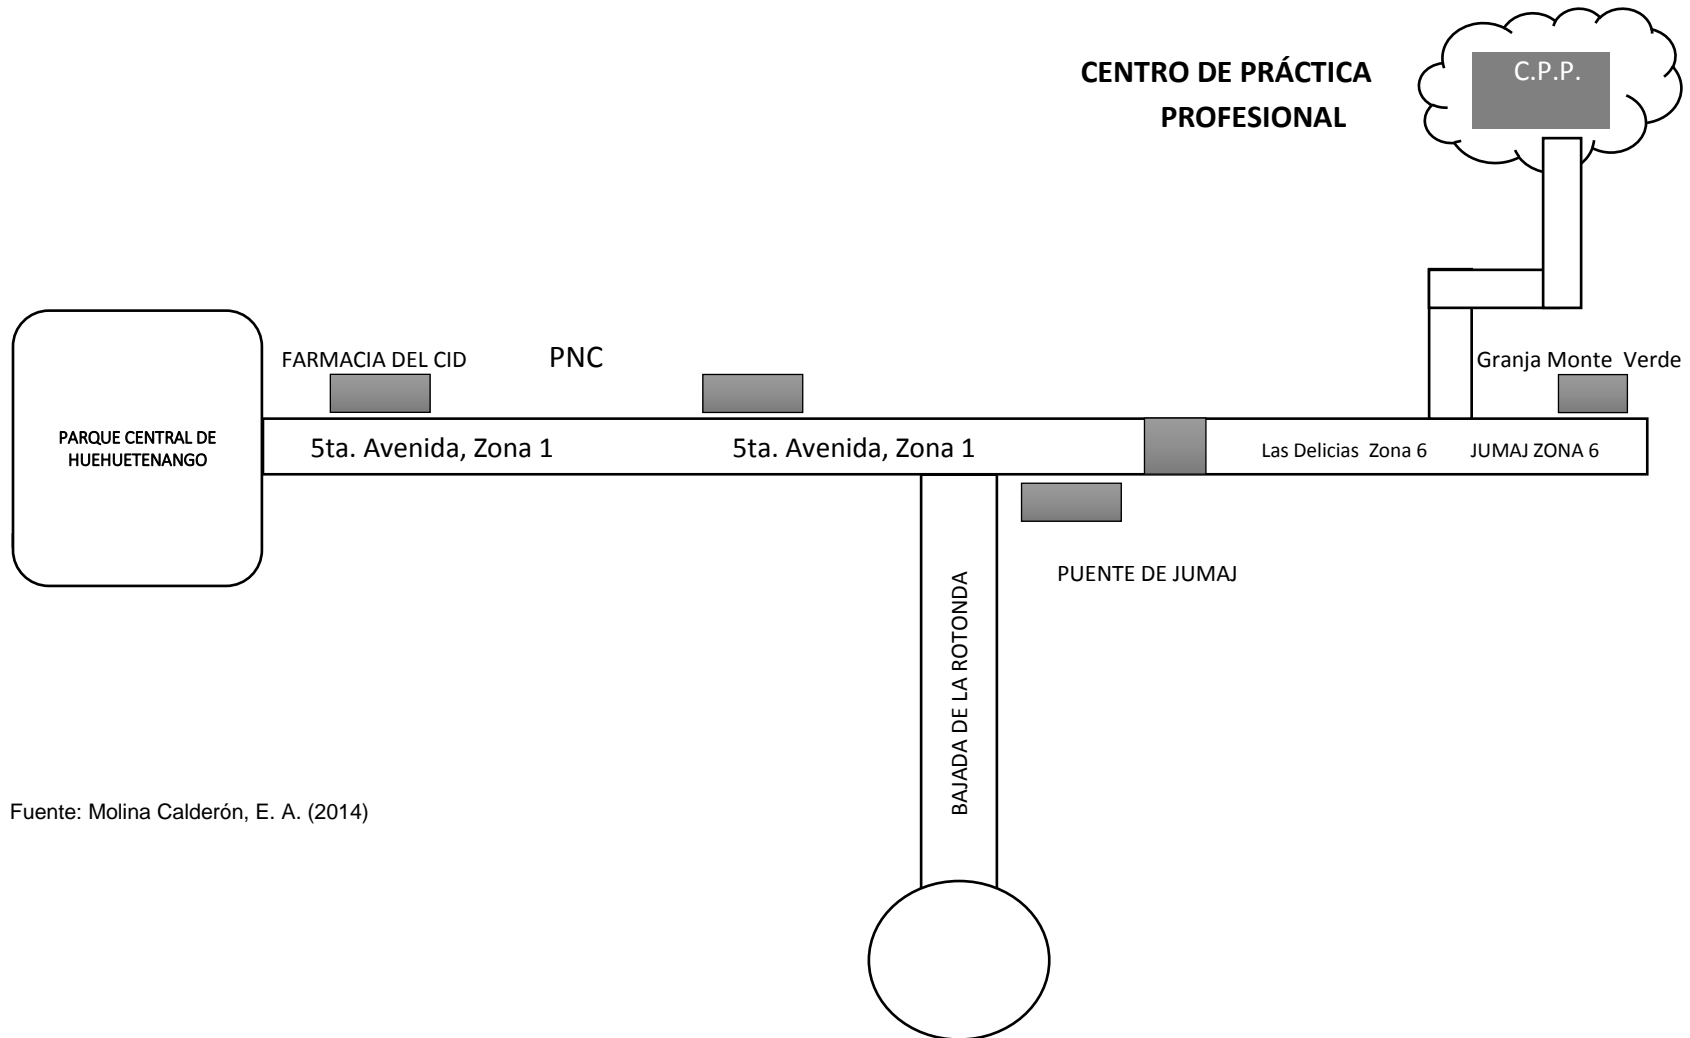 CENTRO DE PRÁCTICA
PROFESIONAL
C.P.P.
FARMACIA DEL CID
PNC
Granja Monte Verde
PARQUE CENTRAL DE
HUEHUETENANGO
5ta. Avenida, Zona 1
5ta. Avenida, Zona 1
Las Delicias Zona 6
JUMAJ ZONA 6
PUENTE DE JUMAJ
BAJADA DE LA ROTONDA
Fuente: Molina Calderón, E. A. (2014)